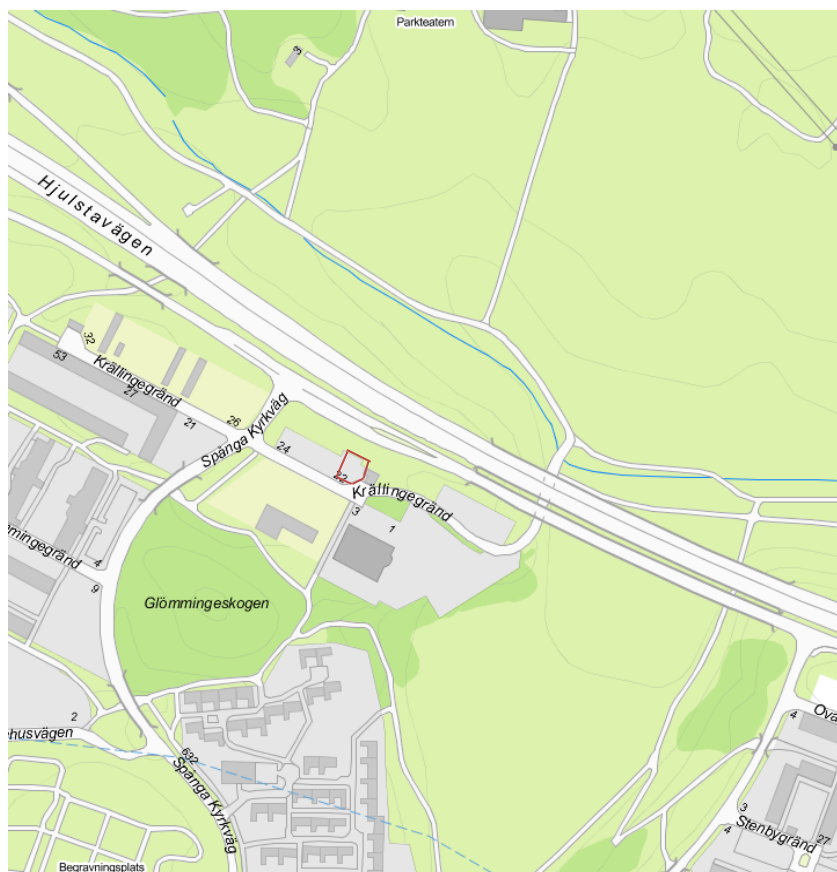 Parkteatern
3
Hjulstavägen
32
53
Krällingegränd
27
21
26
Spånga Kyrkväg
24
22
Krällingegränd
3
1
4
mmingegränd
9
Glömmingeskogen
2
ehusvägen
632
Spånga Kyrkväg
4
Ova
3
4
Stenbygränd
27
Begravningsplats